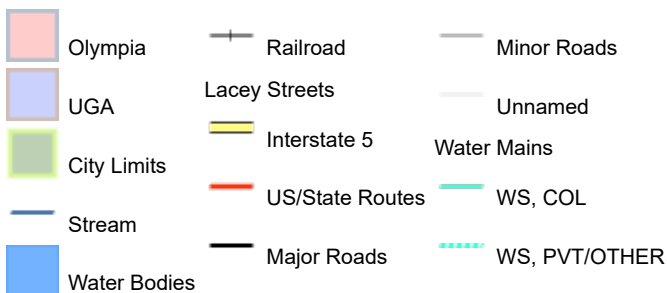 Olympia
UGA
City Limits
Stream
Water Bodies
Railroad
Lacey Streets
Interstate 5
US/State Routes
Major Roads
Minor Roads
Unnamed
Water Mains
WS, COL
WS, PVT/OTHER